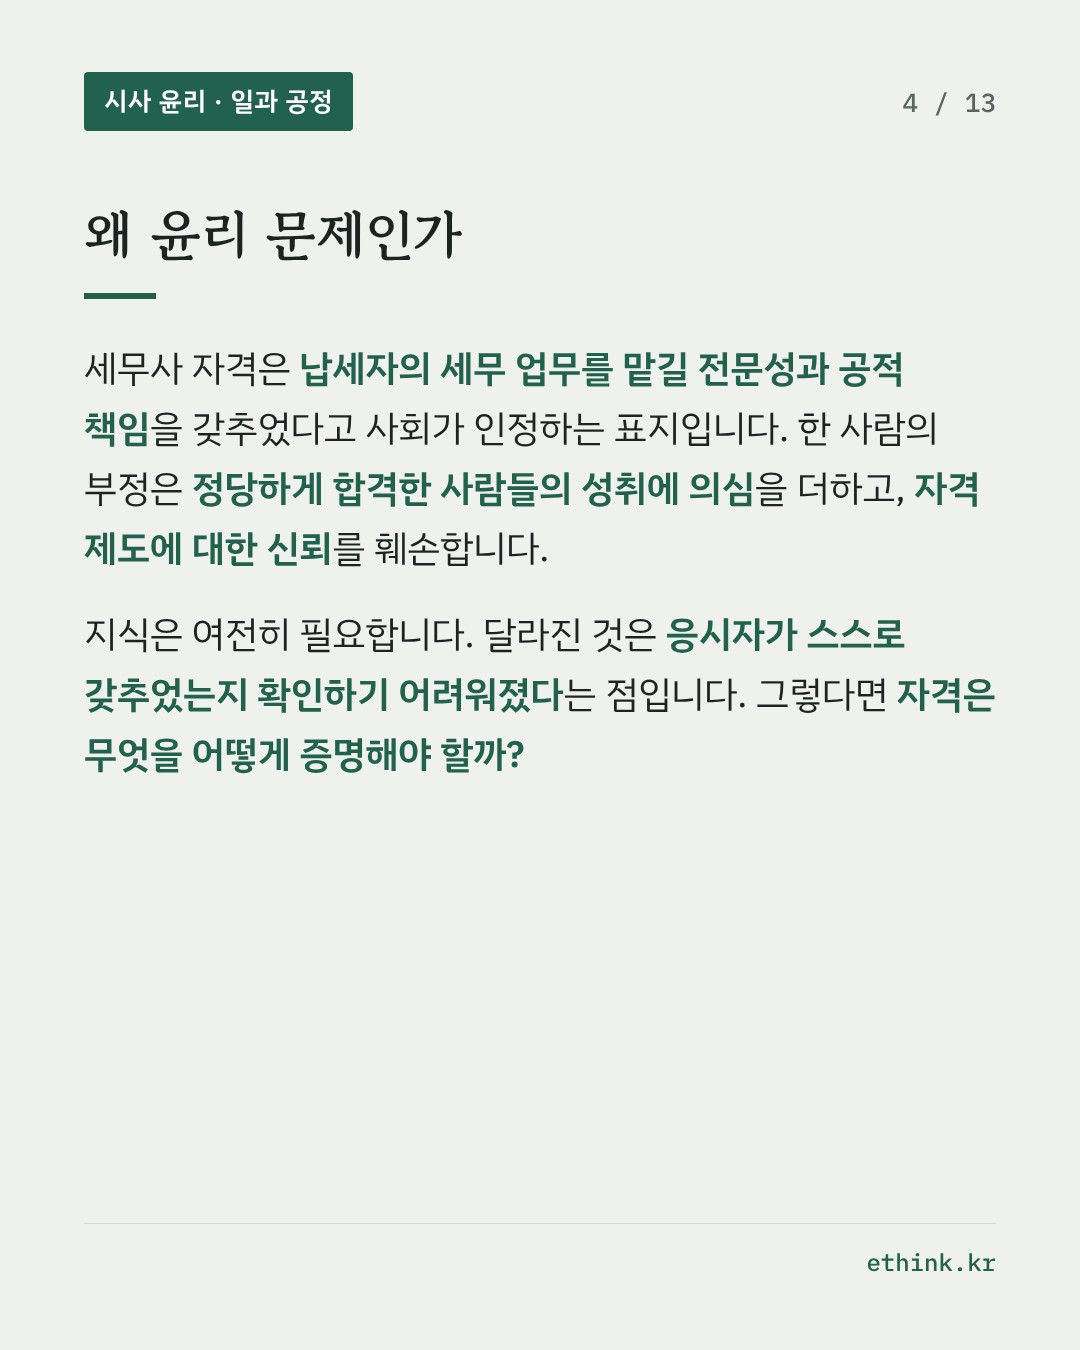 시사 윤리 · 일과 공정
4 / 13
왜 윤리 문제인가
세무사 자격은 납세자의 세무 업무를 맡길 전문성과 공적
책임을 갖추었다고 사회가 인정하는 표지입니다. 한 사람의
부정은 정당하게 합격한 사람들의 성취에 의심을 더하고, 자격
제도에 대한 신뢰를 훼손합니다.
지식은 여전히 필요합니다. 달라진 것은 응시자가 스스로
갖추었는지 확인하기 어려워졌다는 점입니다. 그렇다면 자격은
무엇을 어떻게 증명해야 할까?
ethink.kr